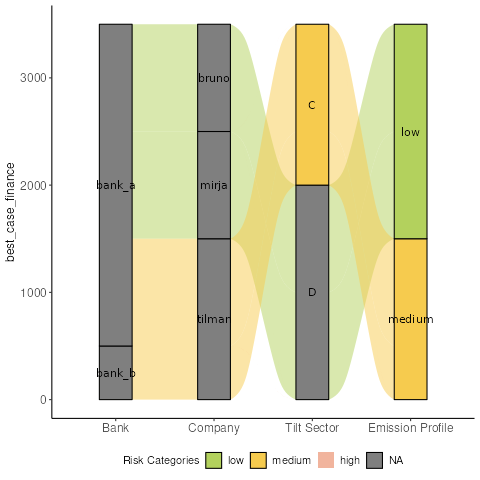 best_case_finance
3000
2000
1000
0
bruno
C
low
bank_a
mirja
D
tilman
medium
bank_b
Bank
Company
Tilt Sector
Emission Profile
Risk Categories
low
medium
high
NA